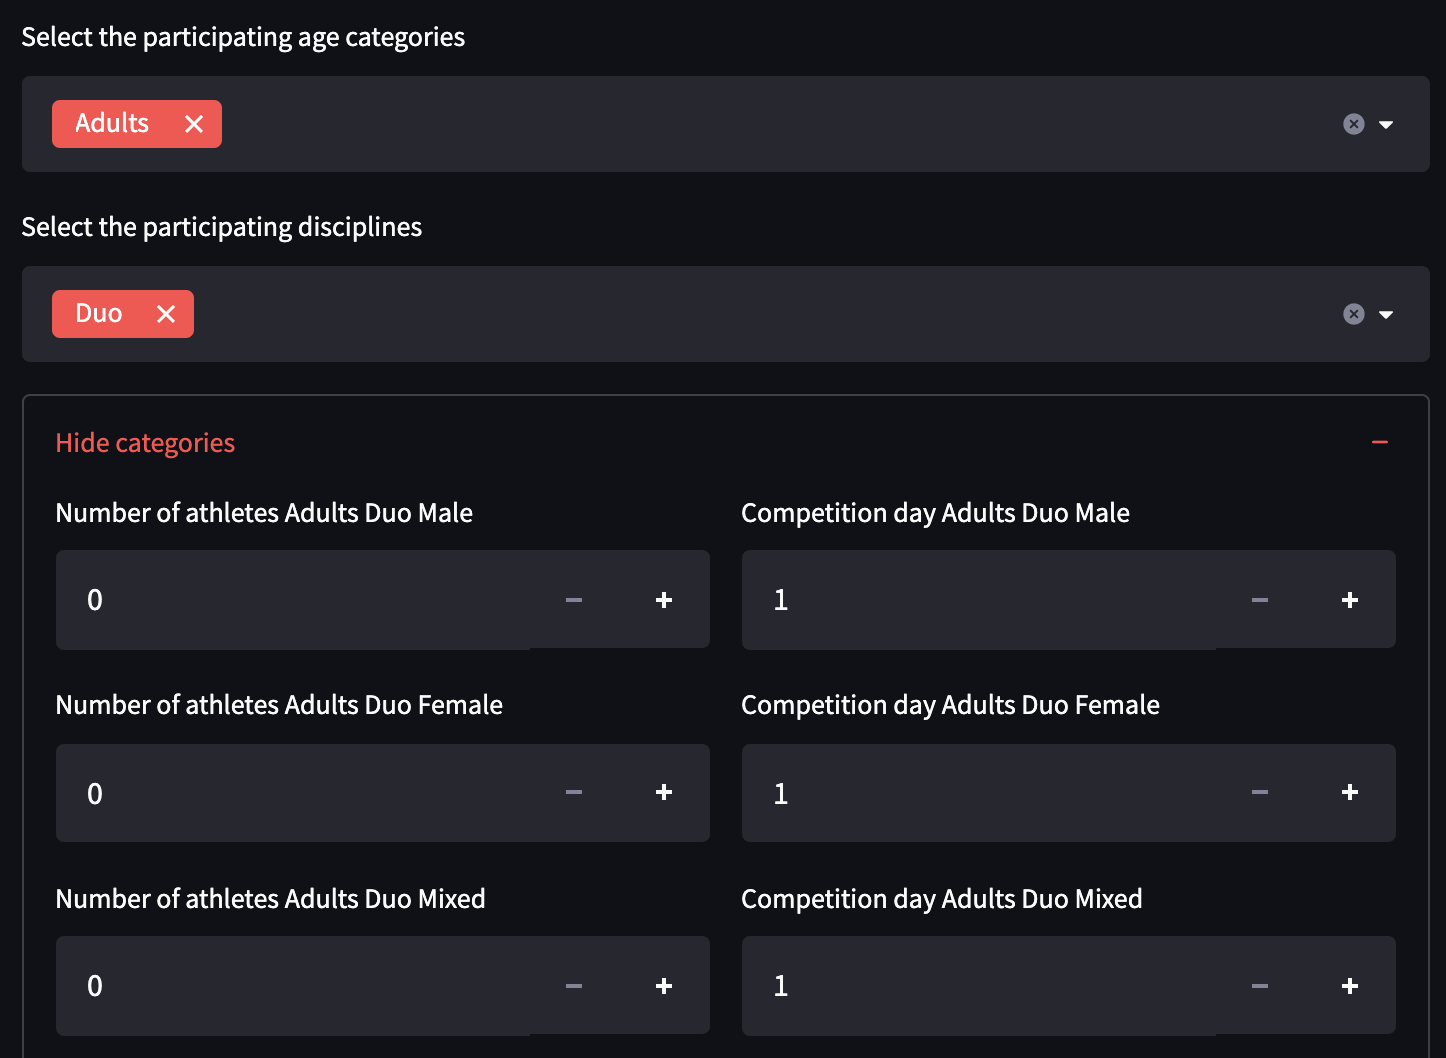 Select the participating age categories
Adults
Select the participating disciplines
Duo
Hide categories
Number of athletes Adults Duo Male
Competition day Adults Duo Male
0
1
Number of athletes Adults Duo Female
Competition day Adults Duo Female
0
1
Number of athletes Adults Duo Mixed
Competition day Adults Duo Mixed
0
1